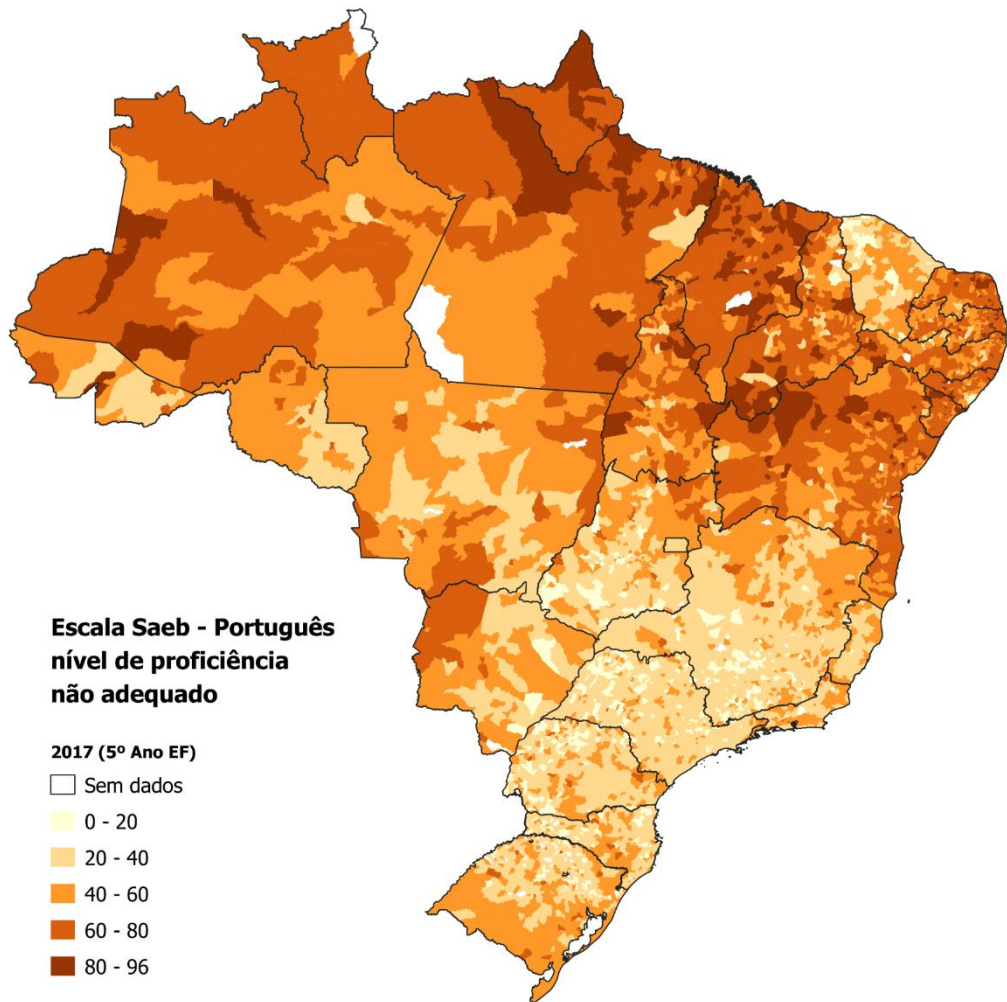 Escala Saeb - Português
nível de proficiência
não adequado
2017 (5º Ano EF)
Sem dados
0 - 20
20 - 40
40 - 60
60 - 80
80 - 96